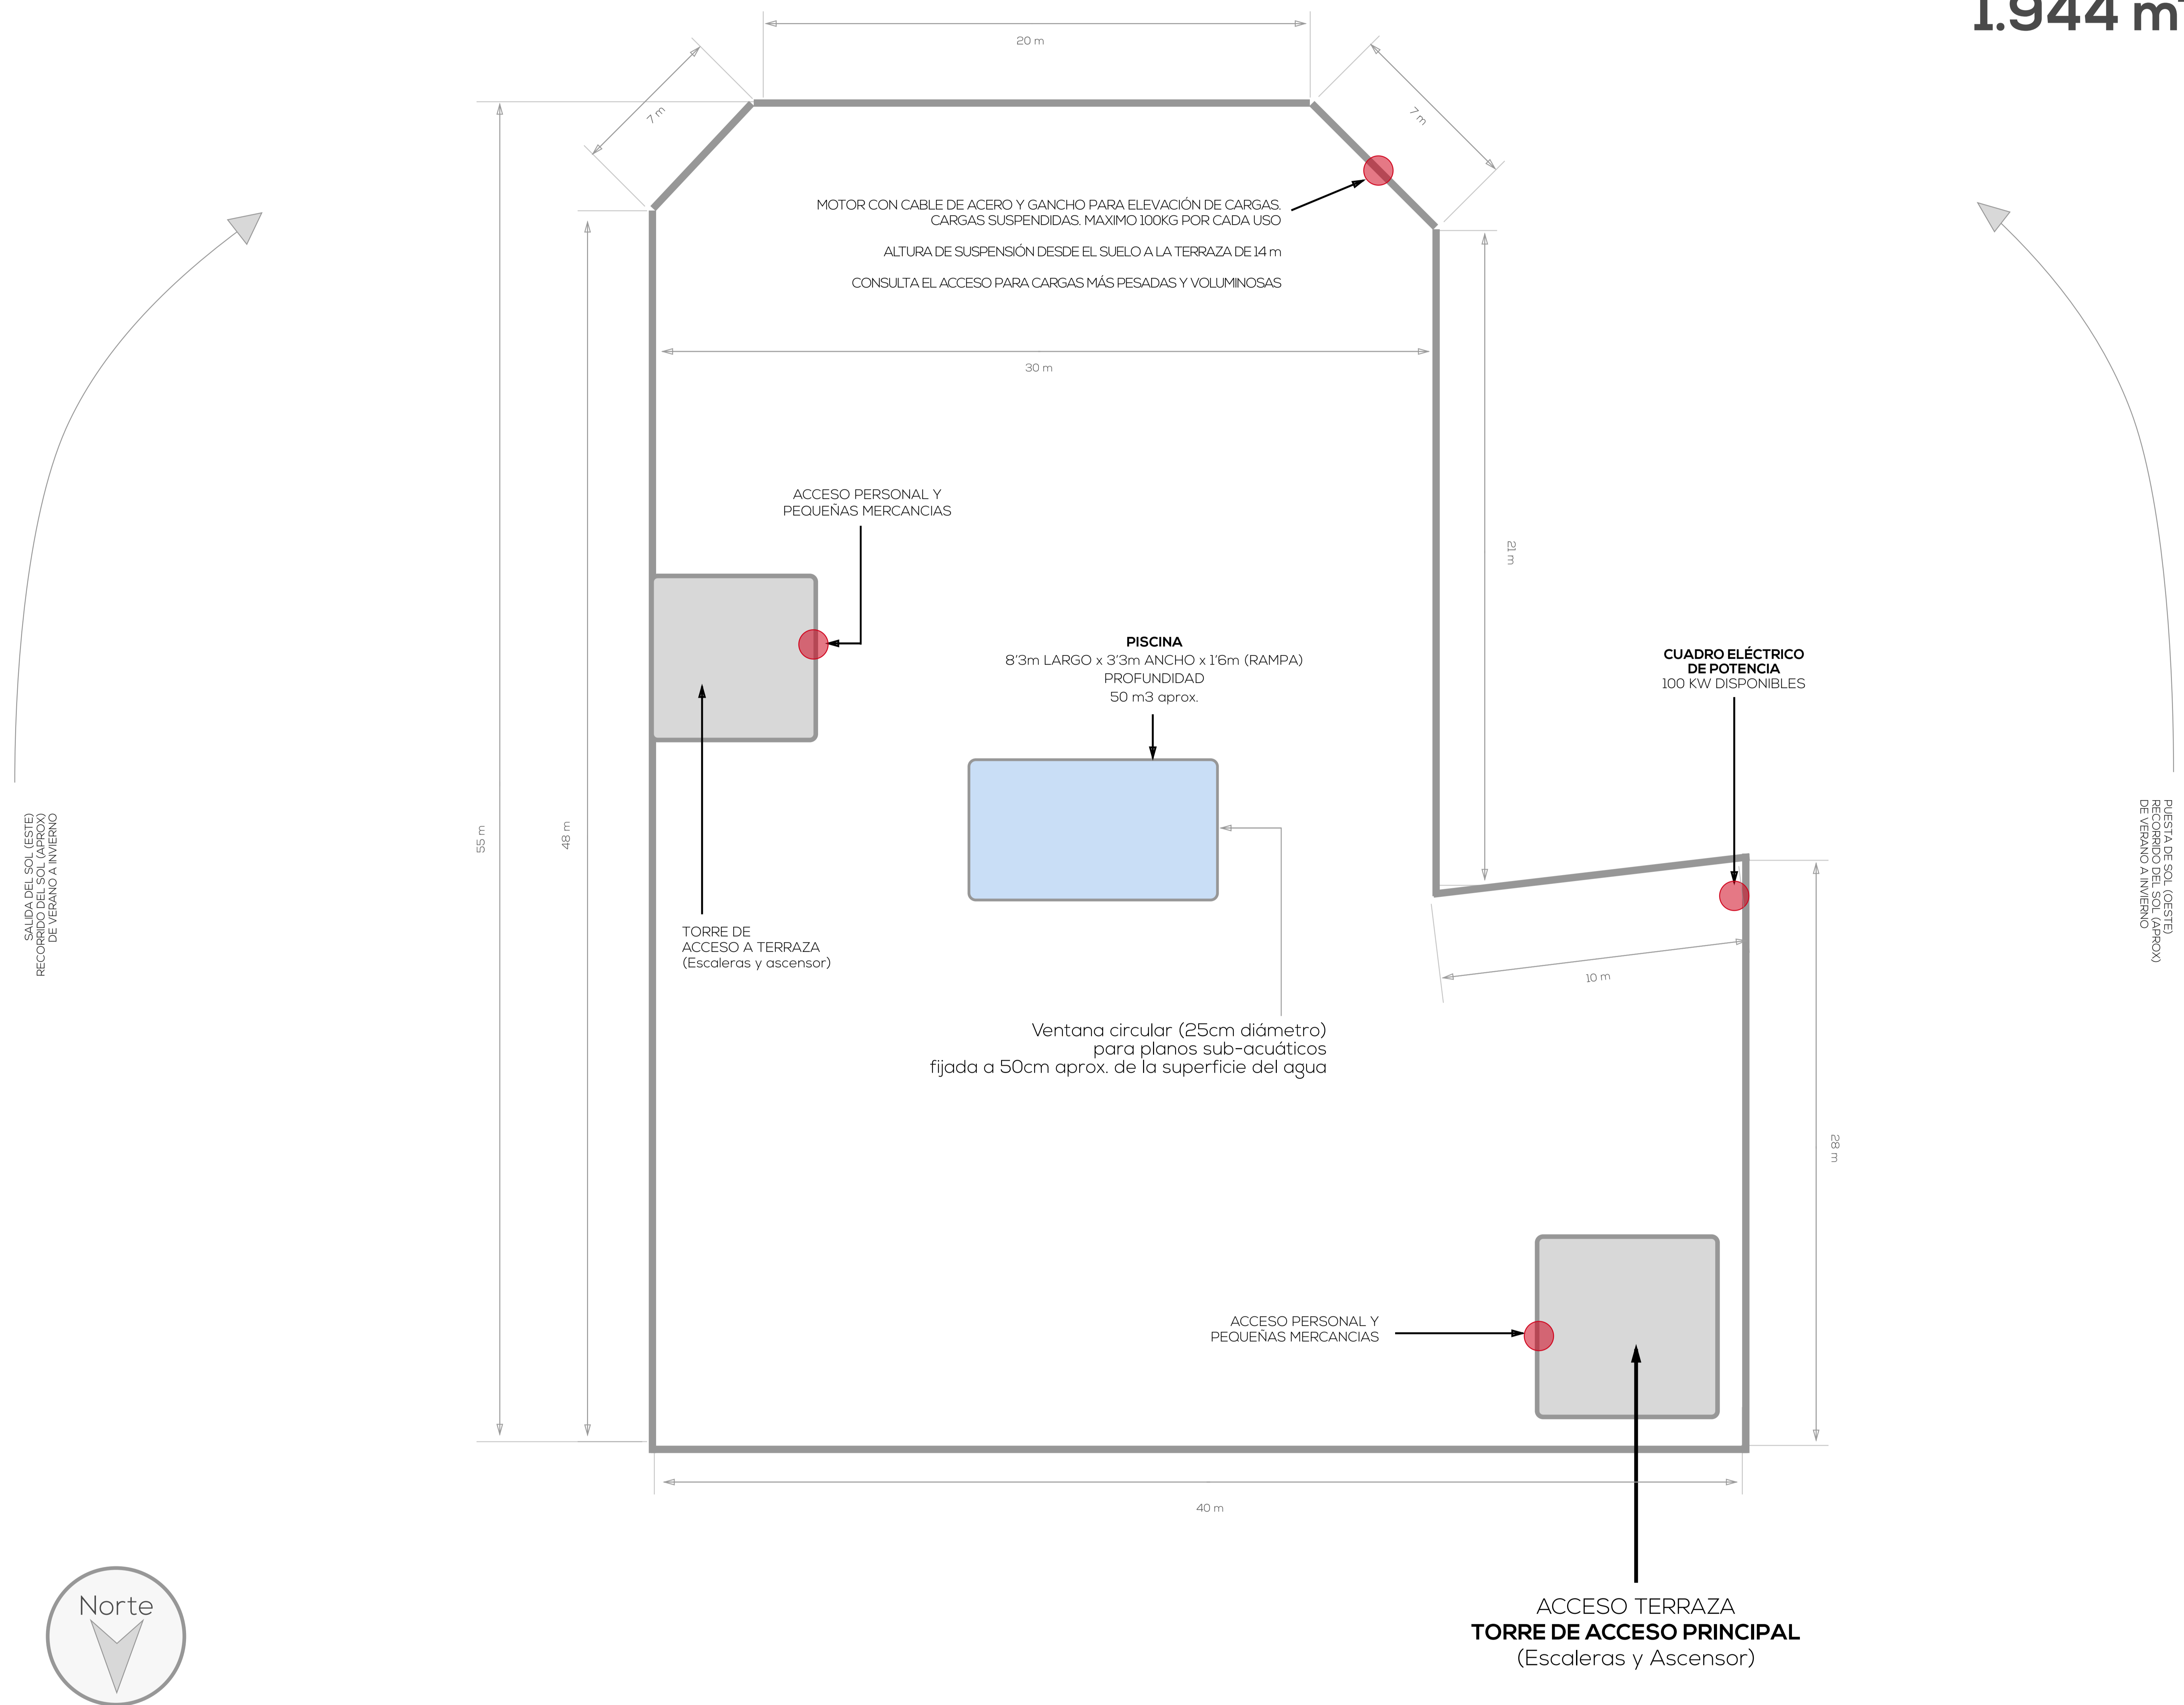 1.944 m
20 m
7 m
7 m
MOTOR CON CABLE DE ACERO Y GANCHO PARA ELEVACIÓN DE CARGAS.
CARGAS SUSPENDIDAS. MAXIMO 100KG POR CADA USO
ALTURA DE SUSPENSIÓN DESDE EL SUELO A LA TERRAZA DE 14 m
CONSULTA EL ACCESO PARA CARGAS MÁS PESADAS Y VOLUMINOSAS
30 m
ACCESO PERSONAL Y
PEQUEÑAS MERCANCIAS
21 m
PISCINA
8'3m LARGO x 3'3m ANCHO x 1'6m (RAMPA)
PROFUNDIDAD
50 m3 aprox.
CUADRO ELÉCTRICO
DE POTENCIA
100 KW DISPONIBLES
55 m
48 m
SALIDA DEL SOL (ESTE)
RECORRIDO DEL SOL (APROX)
DE VERANO A INVIERNO
PUESTA DE SOL (OESTE)
RECORRIDO DEL SOL (APROX)
DE VERANO A INVIERNO
TORRE DE
ACCESO A TERRAZA
(Escaleras y ascensor)
10 m
Ventana circular (25cm diámetro)
para planos sub-acuáticos
fijada a 50cm aprox. de la superficie del agua
28 m
ACCESO PERSONAL Y
PEQUEÑAS MERCANCIAS
40 m
Norte
ACCESO TERRAZA
TORRE DE ACCESO PRINCIPAL
(Escaleras y Ascensor)